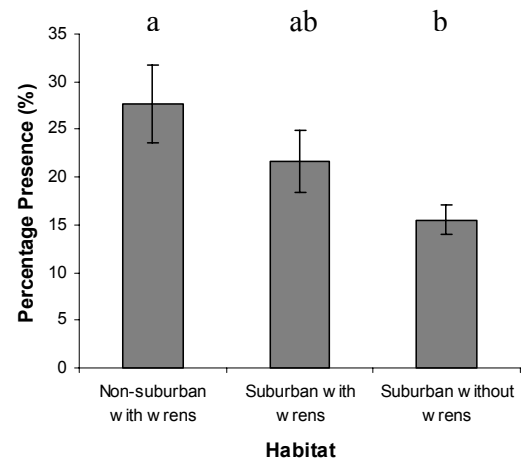 a ab b
Percentage Presence (%)
35
30
25
20
15
10
5
0
Non-suburban with wrens
Suburban with wrens
Suburban without wrens
Habitat